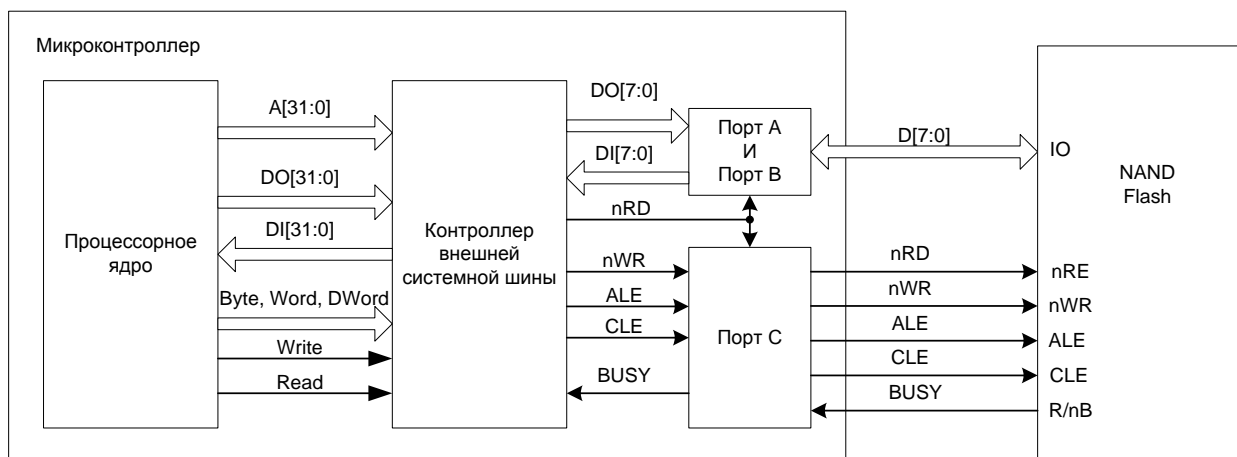 Микроконтроллер
Процессорное
ядро
A[31:0]
DO[31:0]
DI[31:0]
Byte, Word, DWord
Write
Read
Контроллер
внешней
системной шины
DO[7:0]
DI[7:0]
nRD
nWR
ALE
CLE
BUSY
Порт A
И
Порт B
Порт C
D[7:0]
nRD
nWR
ALE
CLE
BUSY
IO
NAND
Flash
nRE
nWR
ALE
CLE
R/nB